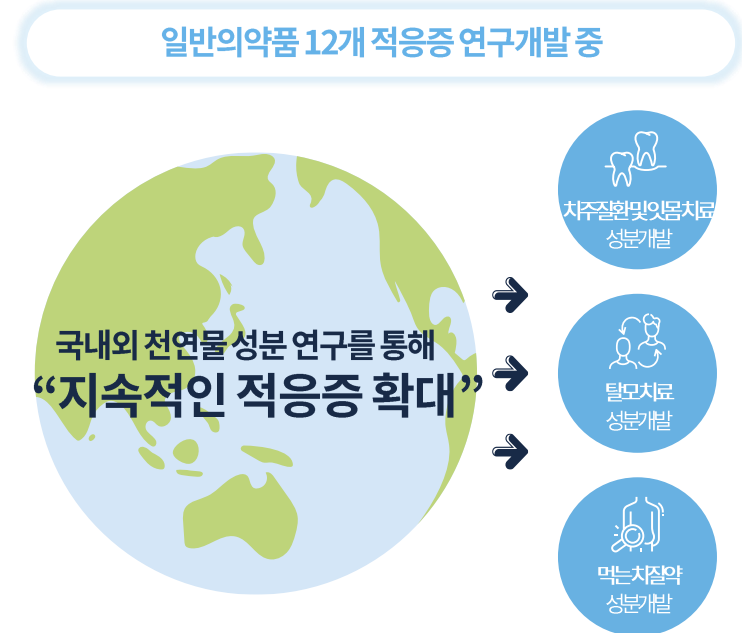 일반의약품 12개 적응증 연구개발 중
국내외 천연물 성분 연구를 통해
“지속적인 적응증 확대”
치주질환및잇몸치료
성분개발
탈모치료
성분개발
먹는치질약
성분개발